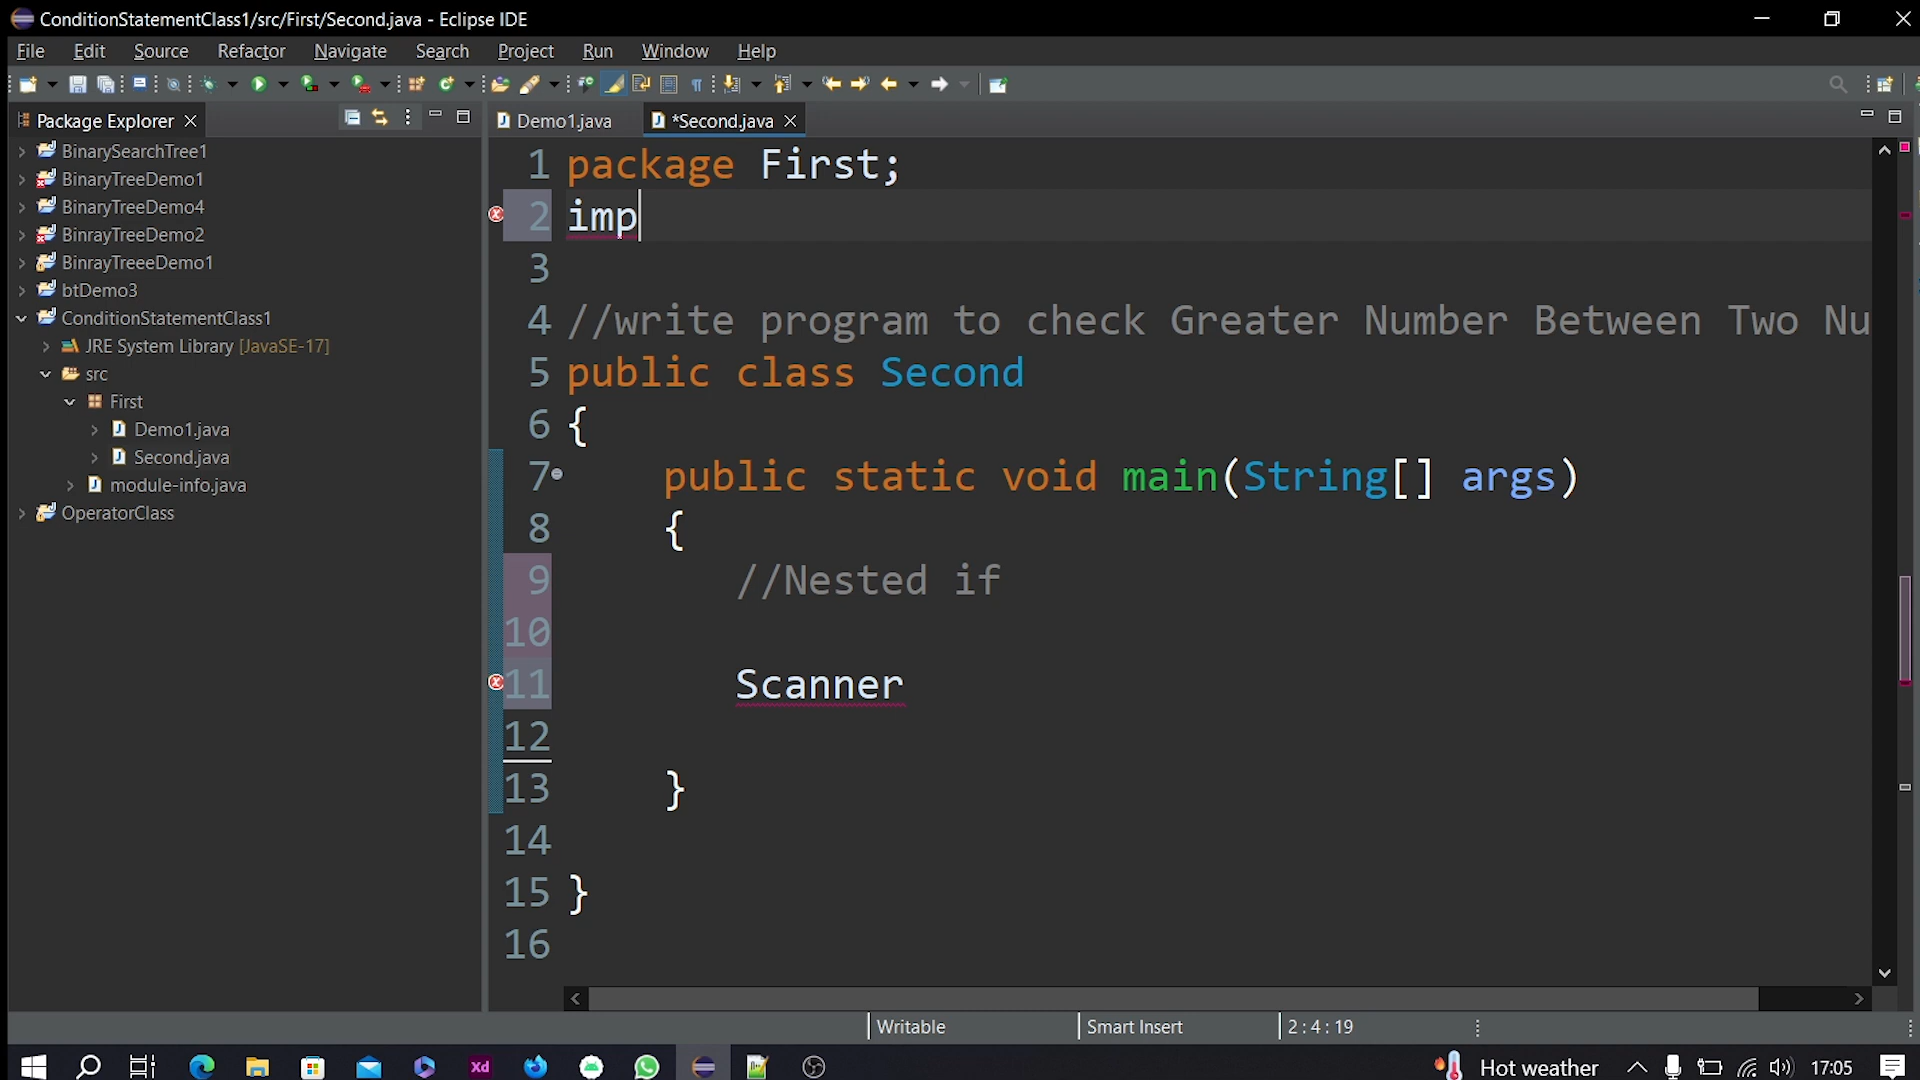 ConditionStatementClass1/src/First/Second.java - Eclipse IDE
File Edit Source Refactor Navigate Search Project Run Window Help
Package Explorer
Demo1.java
*Second.java
BinarySearchTree1
BinaryTreeDemo1
BinaryTreeDemo4
BinrayTreeDemo2
BinrayTreeeDemo1
btDemo3
ConditionStatementClass1
JRE System Library [JavaSE-17]
src
First
Demo1.java
Second.java
module-info.java
OperatorClass
1 package First;
2 imp
3
4 //write program to check Greater Number Between Two Nu
5 public class Second
6 {
7 public static void main(String[] args)
8 {
9 //Nested if
10
11 Scanner
12
13 }
14
15 }
16
Writable Smart Insert 2:4:19
Xd
Hot weather 17:05